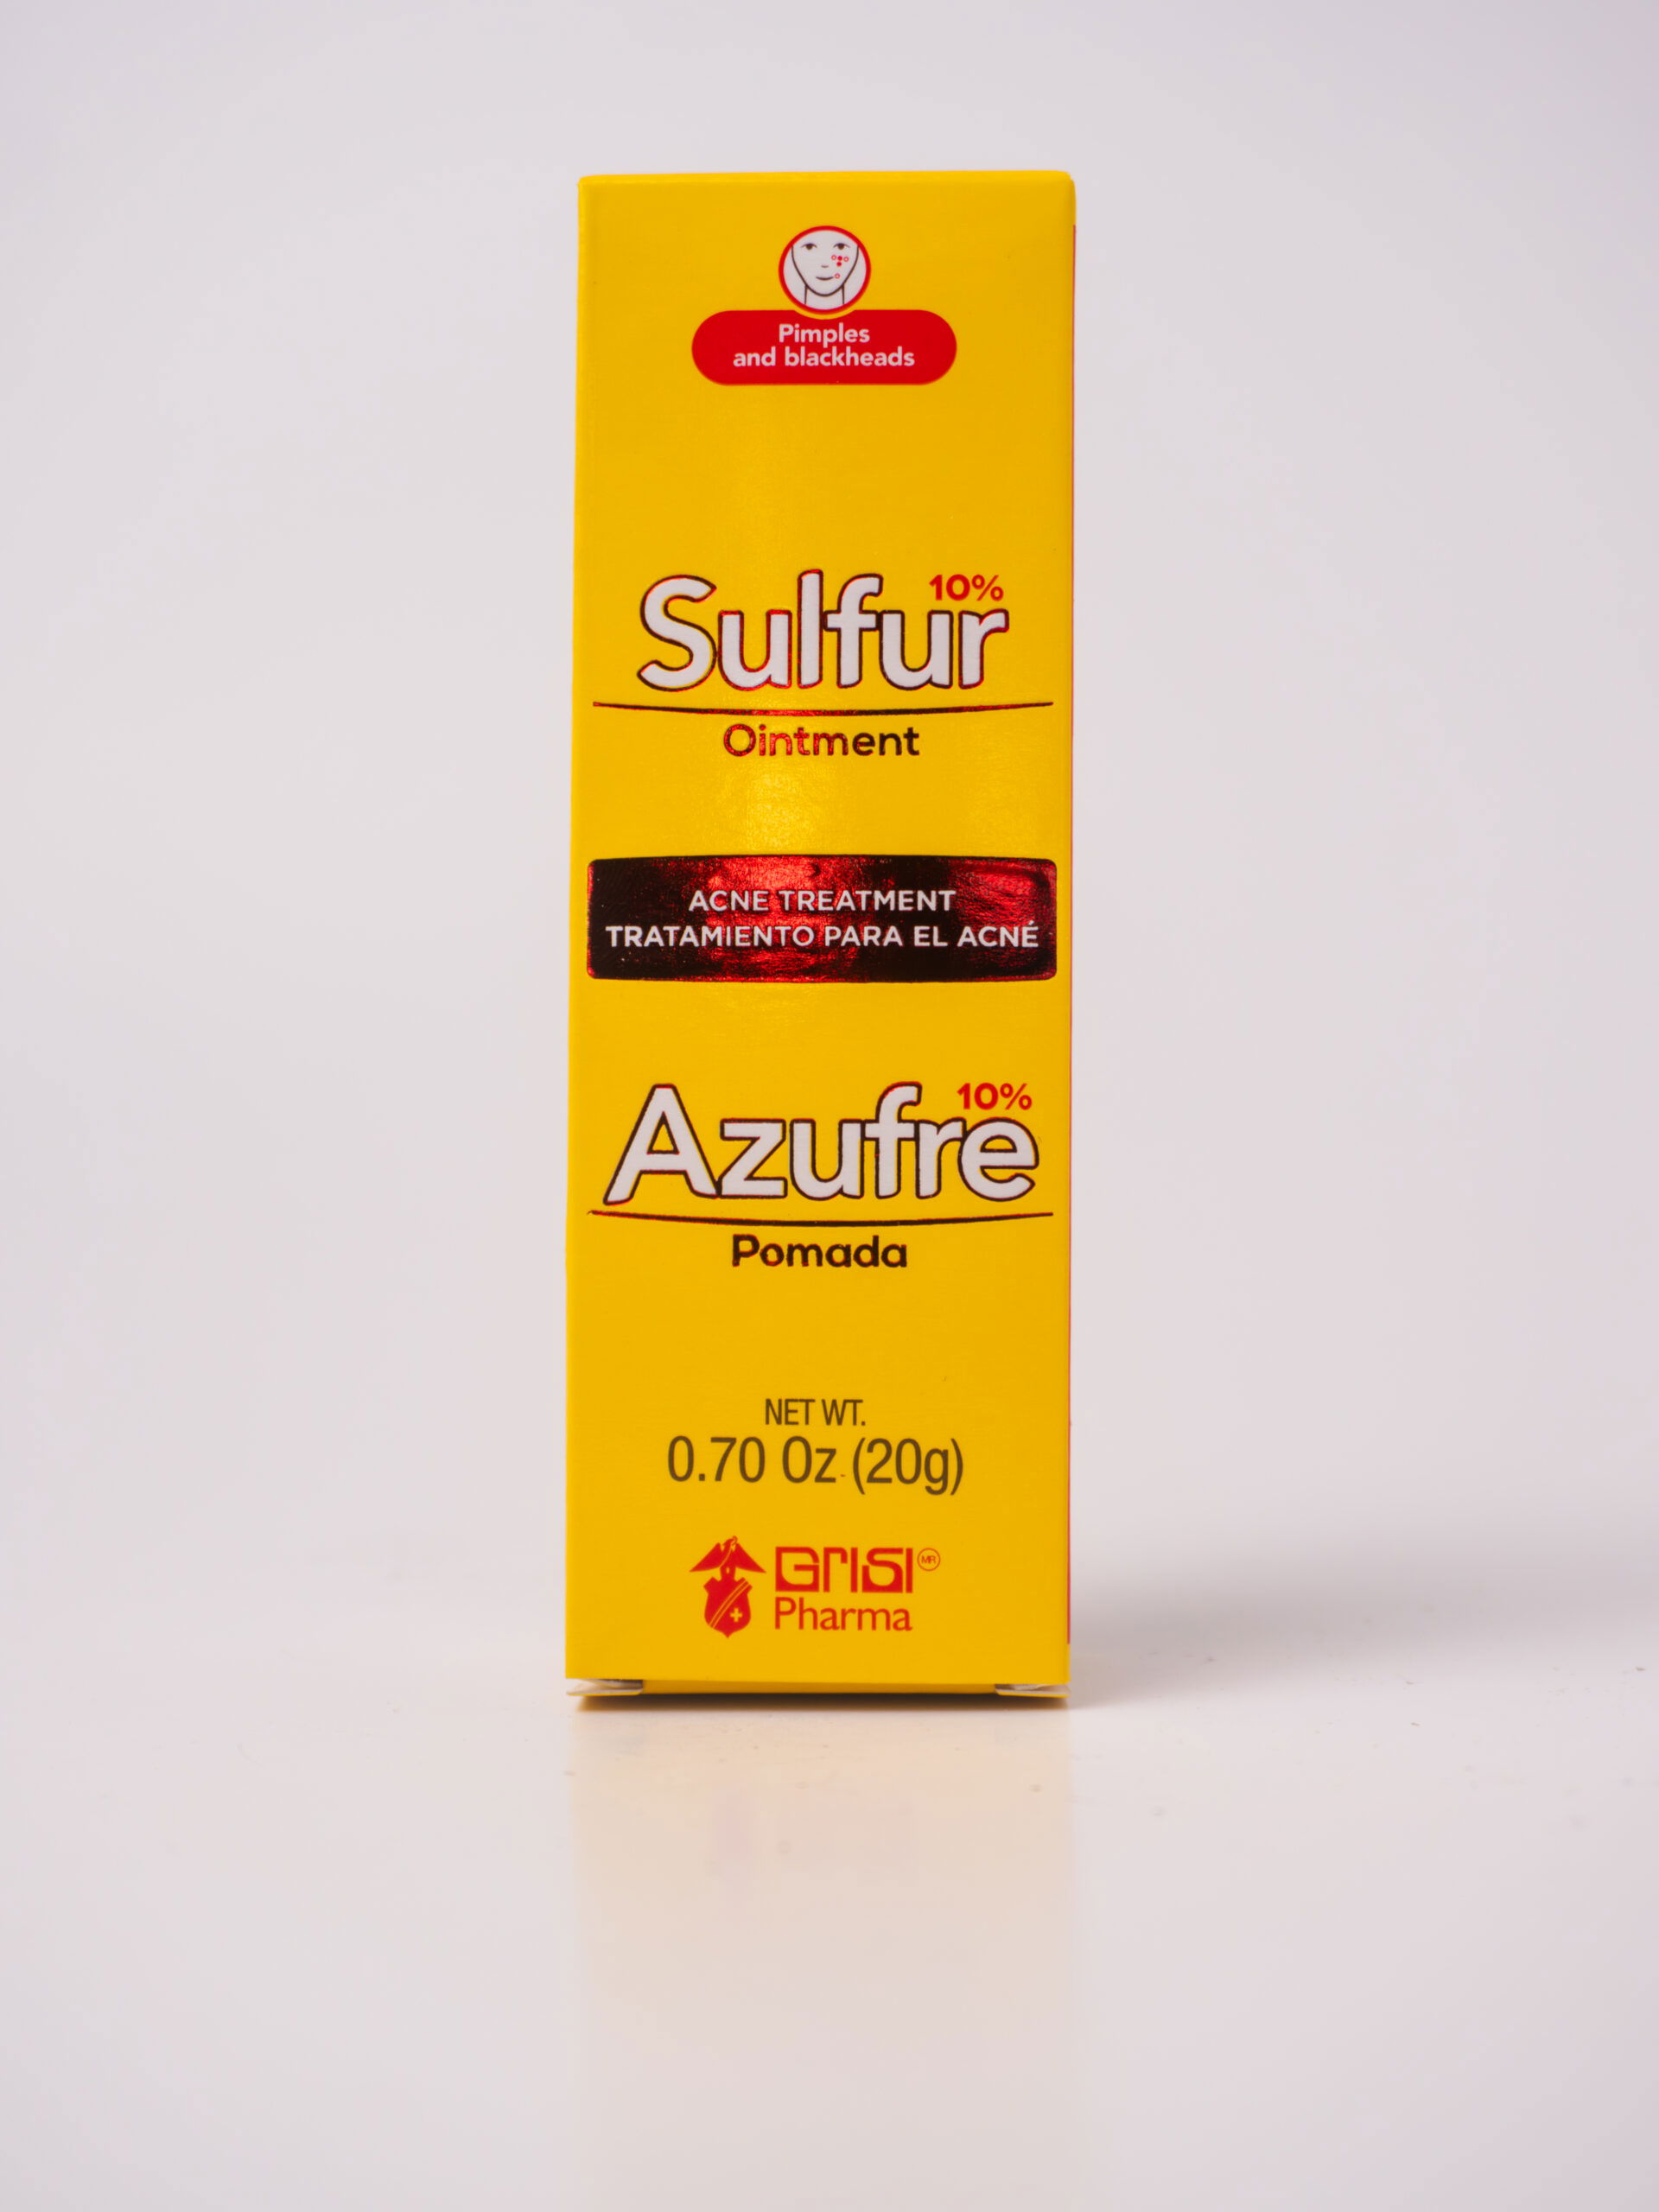 Pimples
and blackheads
Sulfur 10%
Ointment
ACNE TREATMENT
TRATAMIENTO PARA EL ACNÉ
Azufre 10%
Pomada
NET WT.
0.70 Oz (20g)
GRISI MR
Pharma